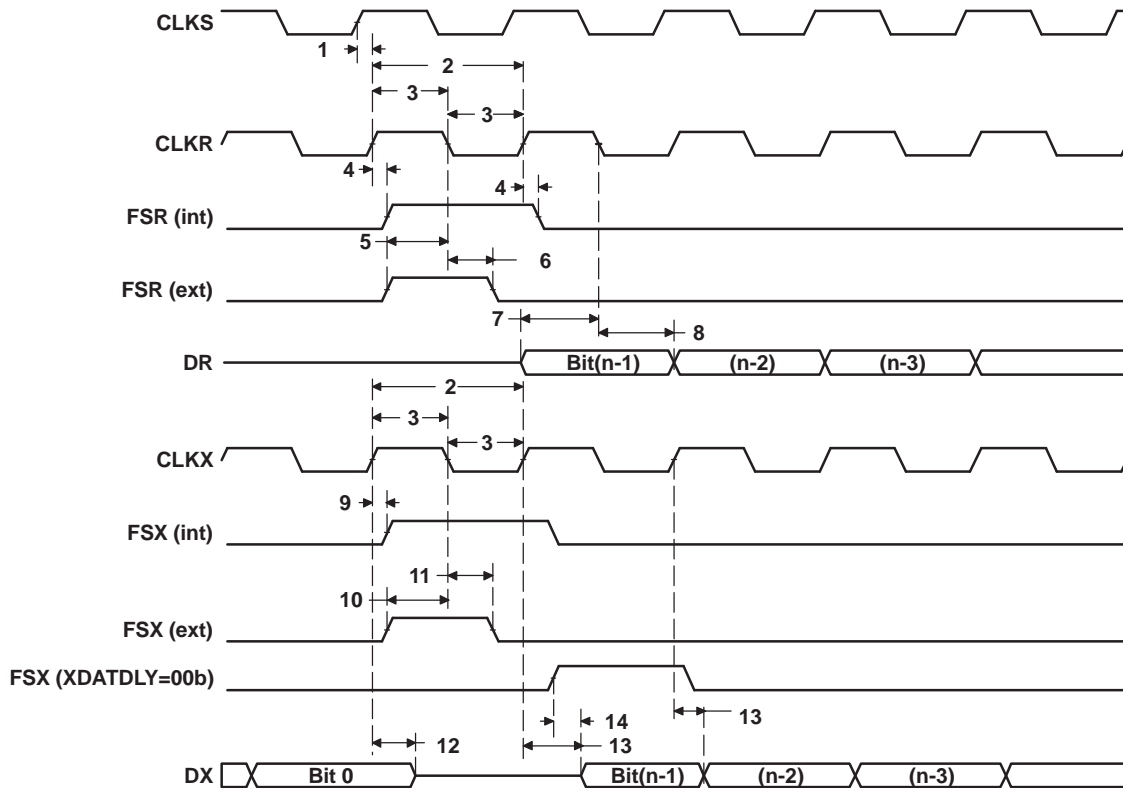 CLKS
1
2
3
3
CLKR
4
4
FSR (int)
5
6
FSR (ext)
7
8
DR
Bit(n-1)
(n-2)
(n-3)
2
3
3
CLKX
9
FSX (int)
11
10
FSX (ext)
FSX (XDATDLY=00b)
14
13
12
13
DX
Bit 0
Bit(n-1)
(n-2)
(n-3)